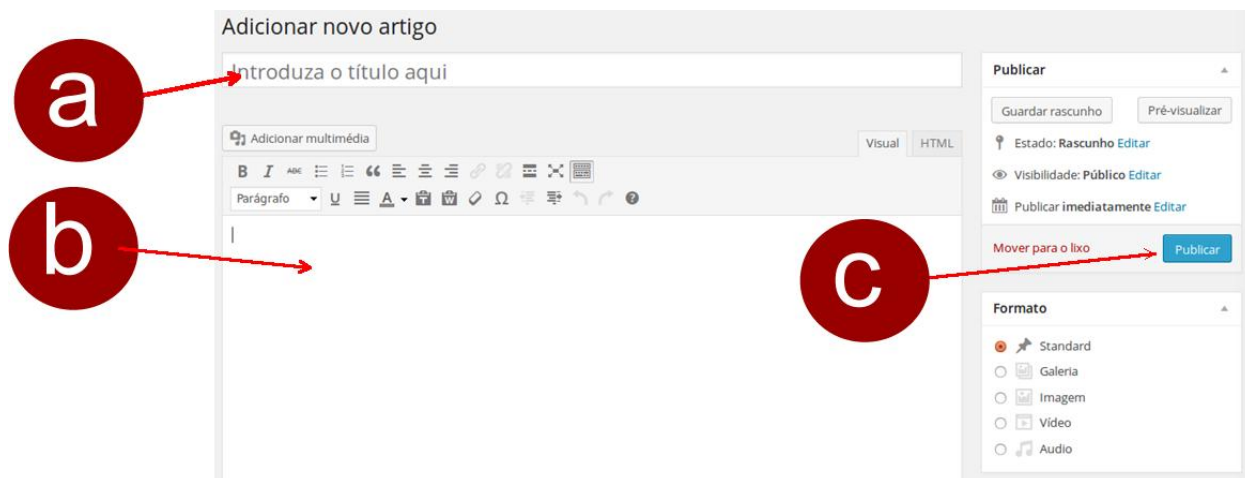 Adicionar novo artigo
a
Introduza o título aqui
Adicionar multimédia
Visual
HTML
B I ABC
Parágrafo U A T W Ω ?
b
Publicar
Guardar rascunho
Pré-visualizar
Estado: Rascunho Editar
Visibilidade: Público Editar
Publicar imediatamente Editar
c
Mover para o lixo
Publicar
Formato
Standard
Galeria
Imagem
Vídeo
Audio